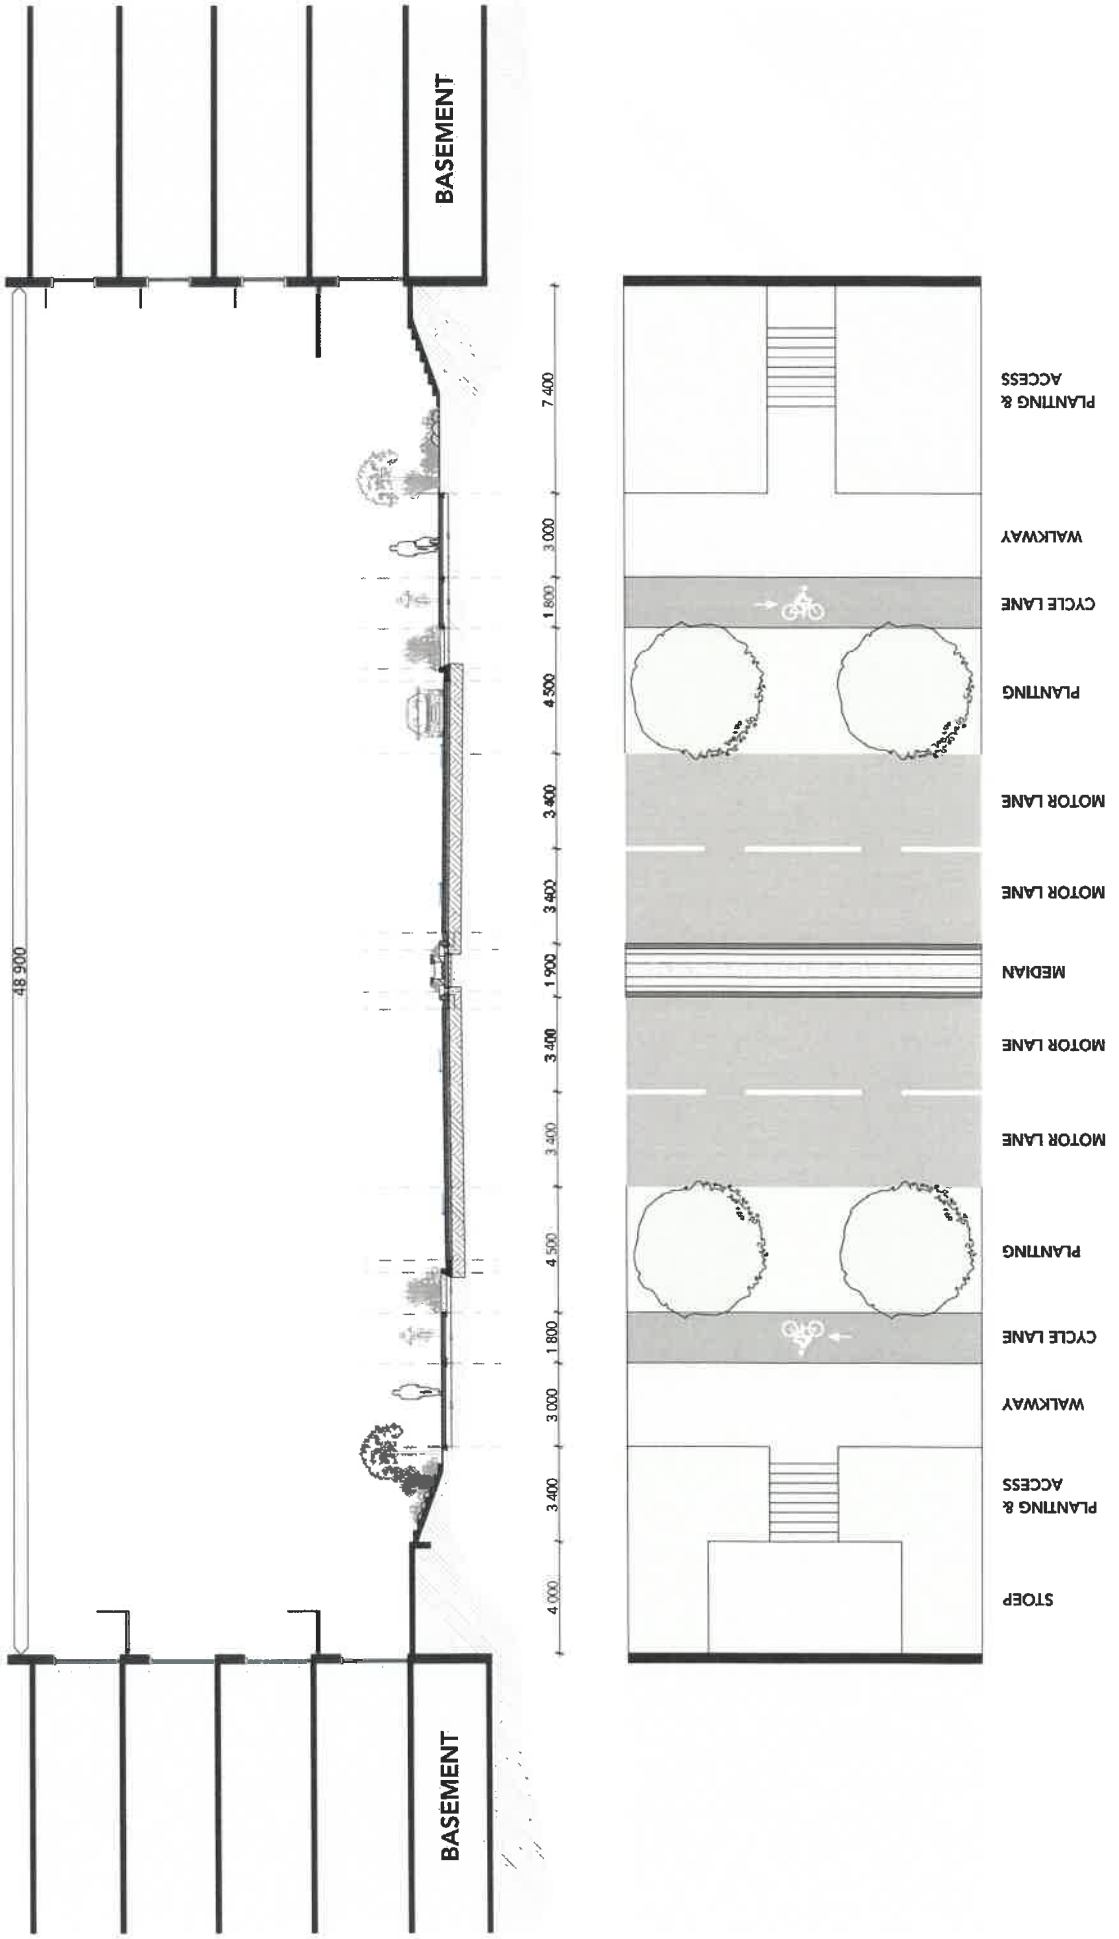 48 900
BASEMENT
BASEMENT
4 000
3 400
3 000
1 800
4 500
3 400
3 400
1 900
3 400
3 400
4 500
1 800
3 000
7 400
STOEP
PLANTING &
ACCESS
WALKWAY
CYCLE LANE
PLANTING
MOTOR LANE
MOTOR LANE
MEDIAN
MOTOR LANE
MOTOR LANE
PLANTING
CYCLE LANE
WALKWAY
PLANTING &
ACCESS